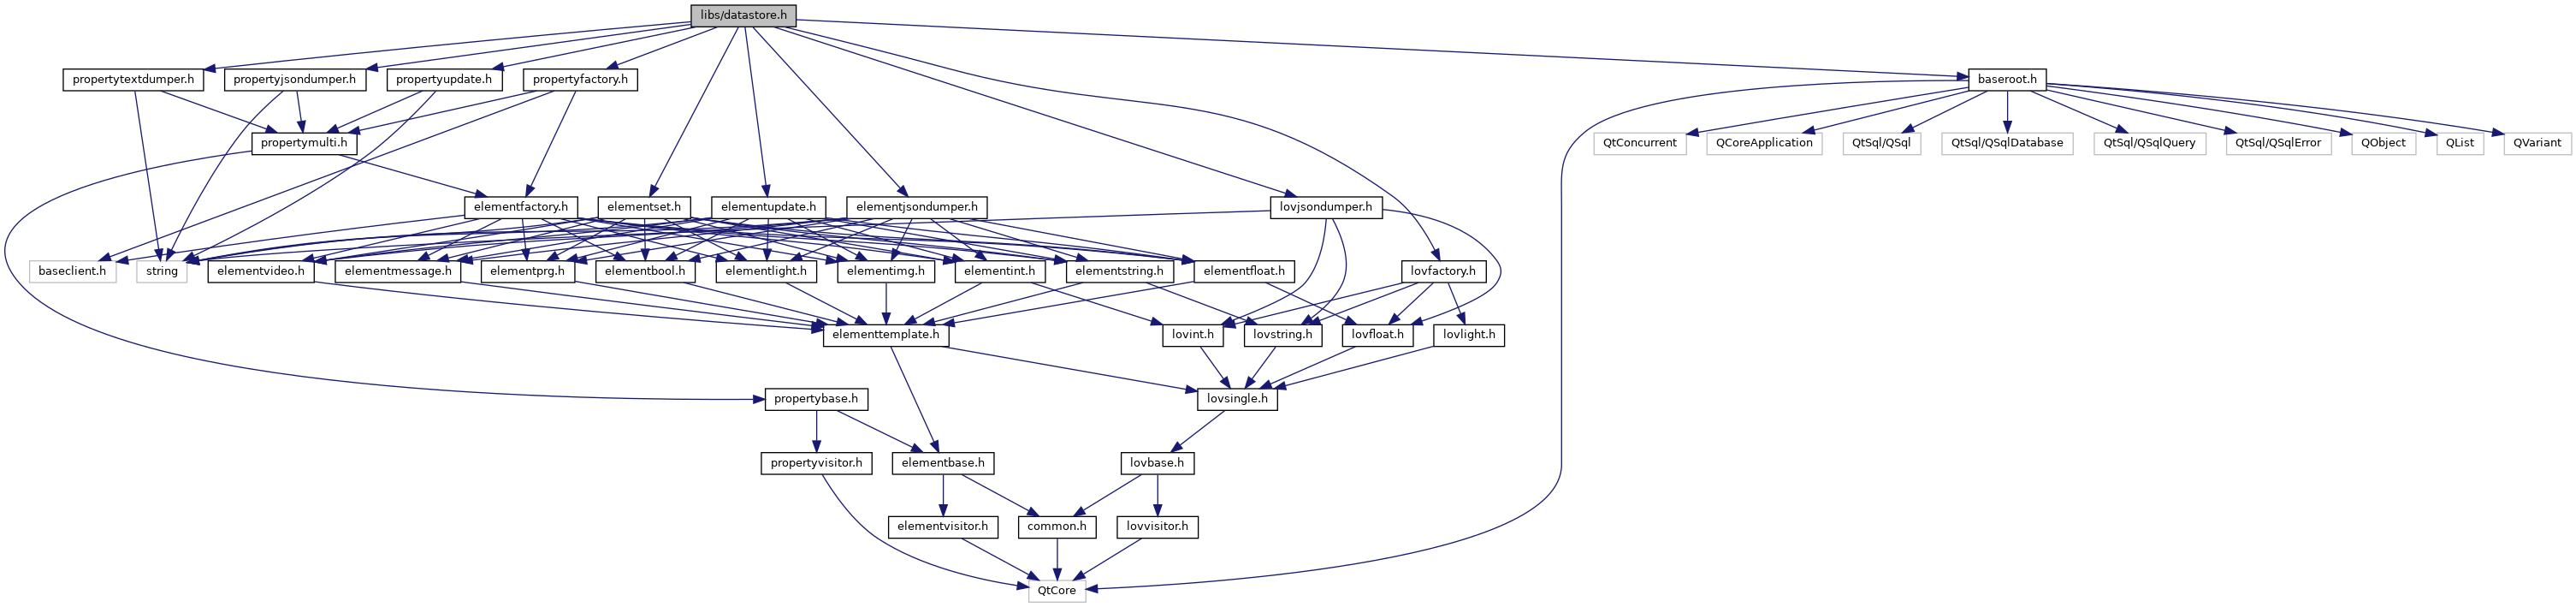 libs/datastore.h
propertytextdumper.h
propertyjsondumper.h
propertyupdate.h
propertyfactory.h
baseroot.h
propertymulti.h
QtConcurrent
QCoreApplication
QtSql/QSql
QtSql/QSqlDatabase
QtSql/QSqlQuery
QtSql/QSqlError
QObject
QList
QVariant
elementfactory.h
elementset.h
elementupdate.h
elementjsondumper.h
lovjsondumper.h
baseclient.h
string
elementvideo.h
elementmessage.h
elementprg.h
elementbool.h
elementlight.h
elementimg.h
elementint.h
elementstring.h
elementfloat.h
lovfactory.h
elementtemplate.h
lovint.h
lovstring.h
lovfloat.h
lovlight.h
propertybase.h
lovsingle.h
propertyvisitor.h
elementbase.h
lovbase.h
elementvisitor.h
common.h
lovvisitor.h
QtCore